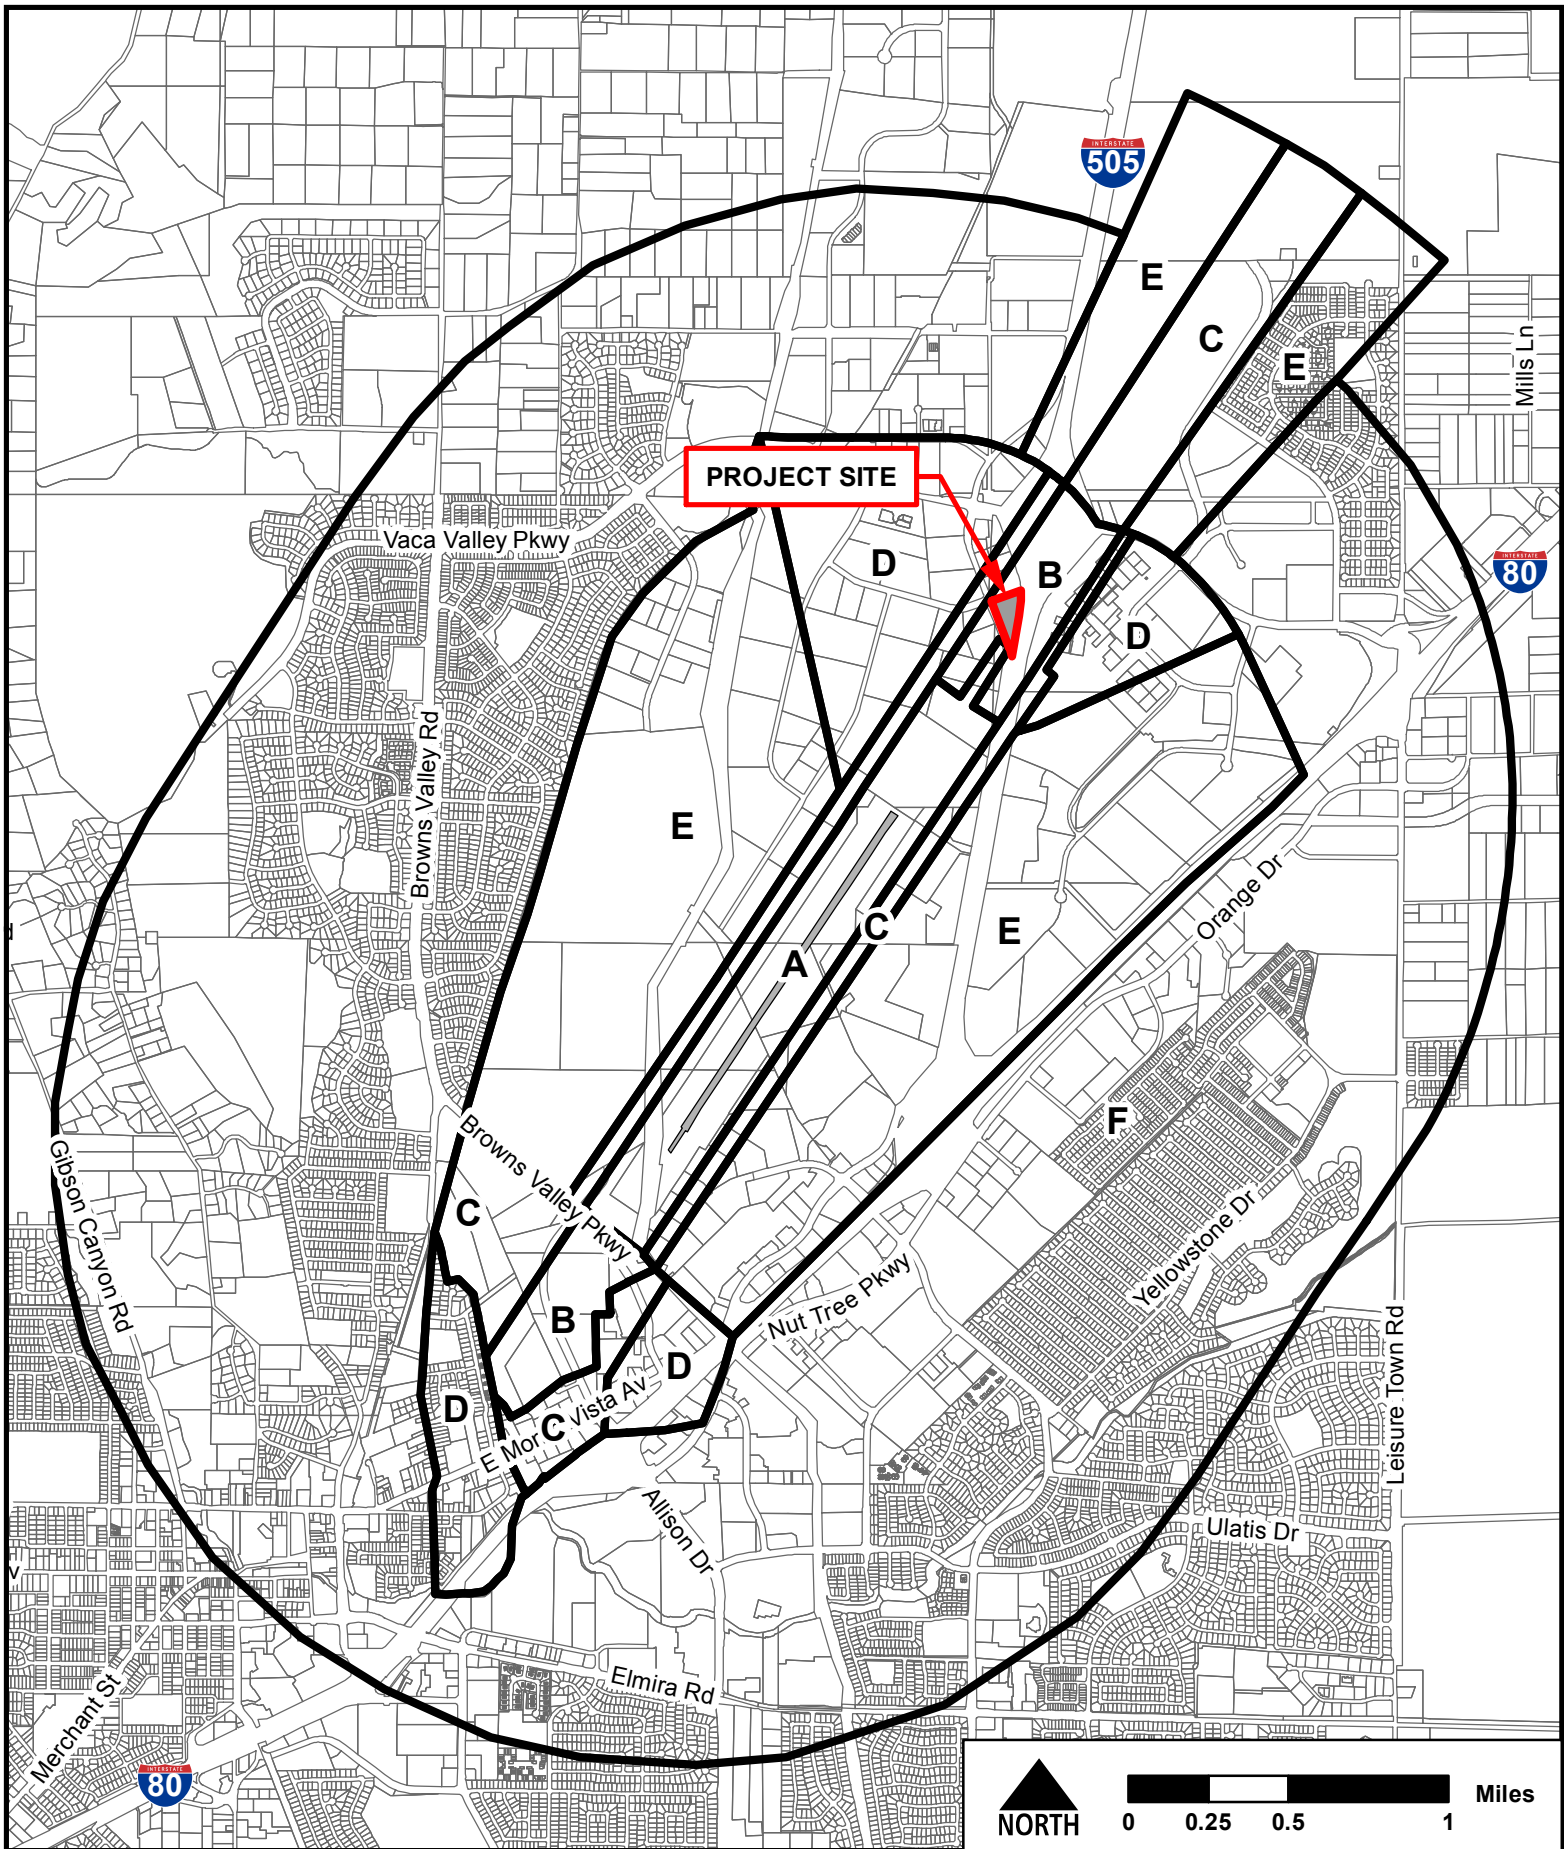 INTERSTATE
505
E
C
E
Mills Ln
PROJECT SITE
Vaca Valley Pkwy
D
B
INTERSTATE
80
D
Browns Valley Rd
E
Orange Dr
C
E
A
F
Browns Valley Pkwy
Gibson Canyon Rd
C
Yellowstone Dr
Nut Tree Pkwy
B
D
Leisure Town Rd
D
C
E Mon Vista Av
Allison Dr
Ulatis Dr
Elmira Rd
Merchant St
INTERSTATE
80
NORTH
0 0.25 0.5 1
Miles